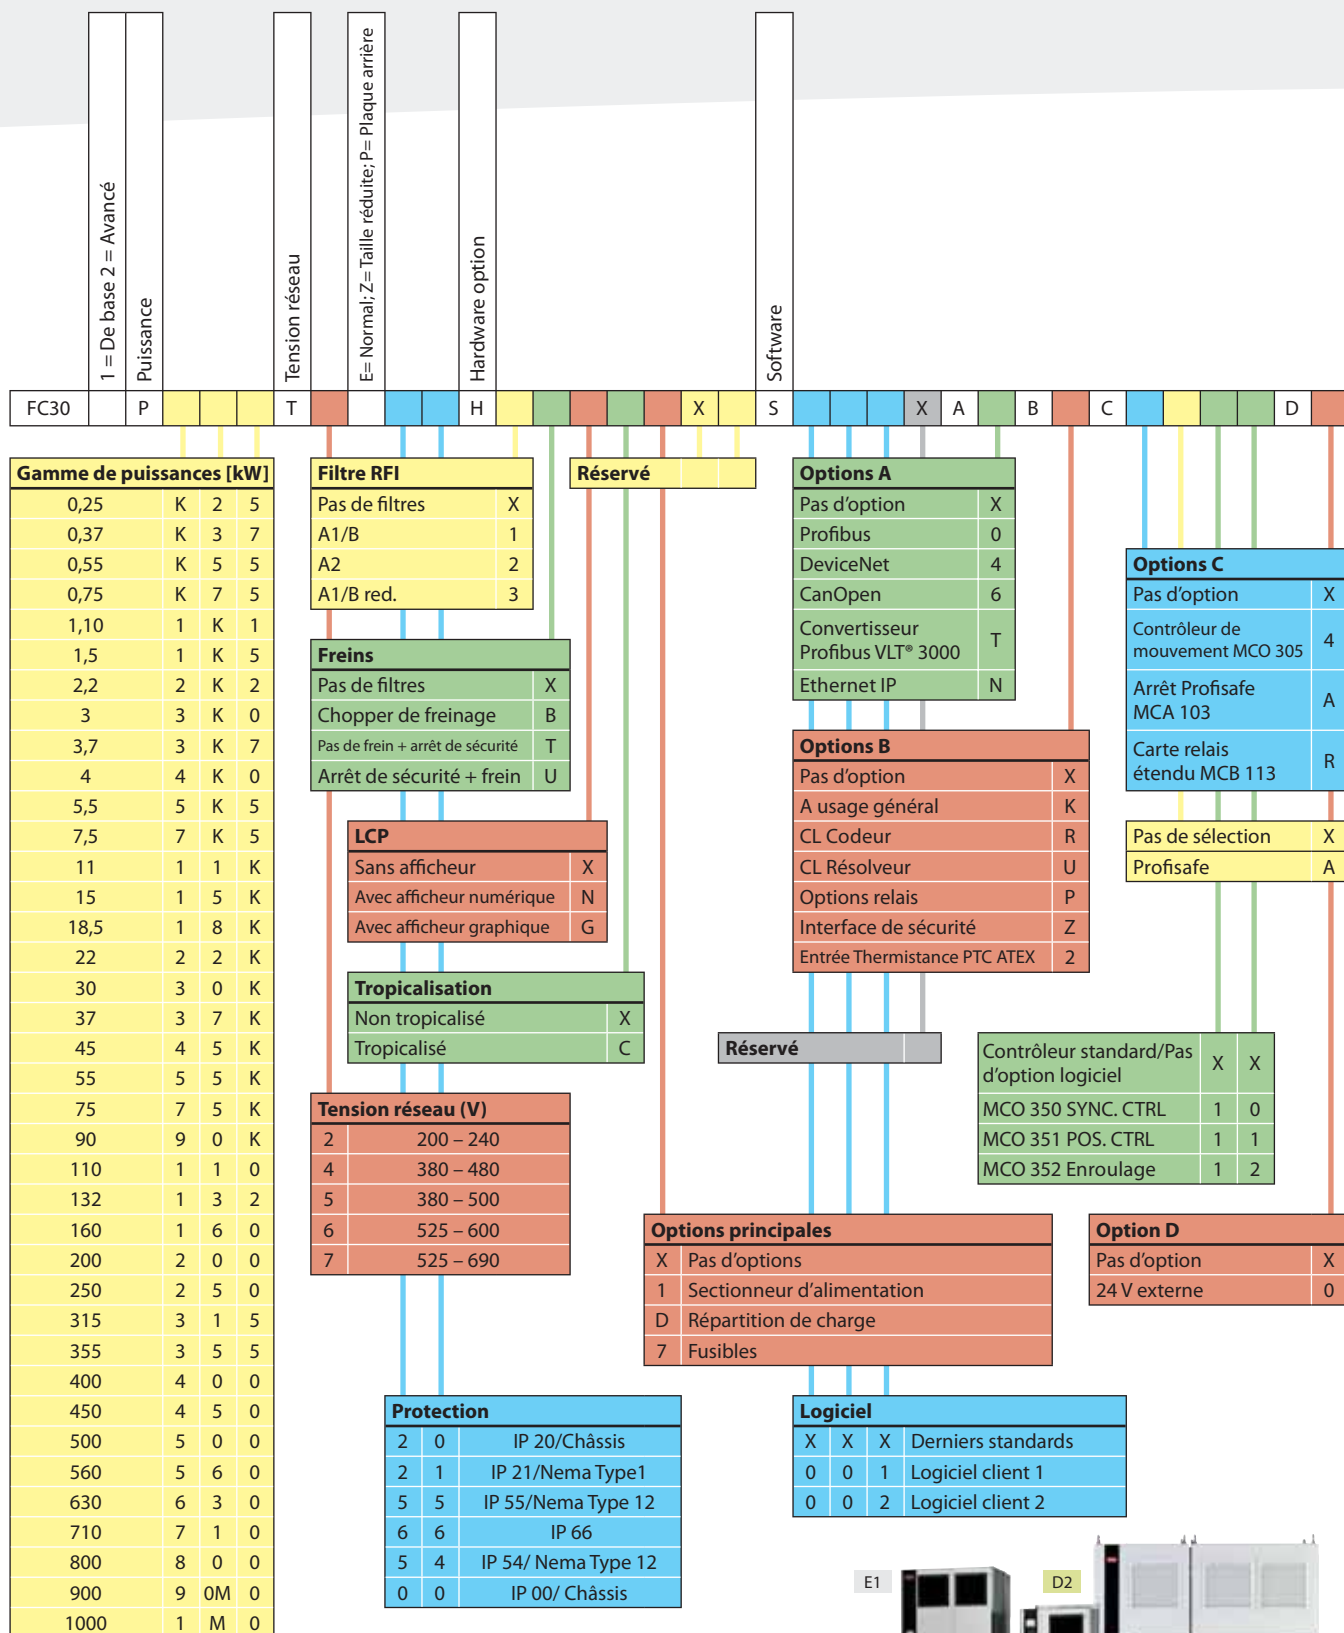 1 = De base 2 = Avancé
Puissance
Tension réseau
E= Normal; Z= Taille réduite; P= Plaque arrière
Hardware option
Software
FC30 P T H X S X A B C D
Gamme de puissances [kW]
0,25 K 2 5
0,37 K 3 7
0,55 K 5 5
0,75 K 7 5
1,10 1 K 1
1,5 1 K 5
2,2 2 K 2
3 3 K 0
3,7 3 K 7
4 4 K 0
5,5 5 K 5
7,5 7 K 5
11 1 1 K
15 1 5 K
18,5 1 8 K
22 2 2 K
30 3 0 K
37 3 7 K
45 4 5 K
55 5 5 K
75 7 5 K
90 9 0 K
110 1 1 0
132 1 3 2
160 1 6 0
200 2 0 0
250 2 5 0
315 3 1 5
355 3 5 5
400 4 0 0
450 4 5 0
500 5 0 0
560 5 6 0
630 6 3 0
710 7 1 0
800 8 0 0
900 9 0M 0
1000 1 M 0
Filtre RFI
Pas de filtres X
A1/B 1
A2 2
A1/B red. 3
Freins
Pas de filtres X
Chopper de freinage B
Pas de frein + arrêt de sécurité T
Arrêt de sécurité + frein U
LCP
Sans afficheur X
Avec afficheur numérique N
Avec afficheur graphique G
Tropicalisation
Non tropicalisé X
Tropicalisé C
Tension réseau (V)
2 200 – 240
4 380 – 480
5 380 – 500
6 525 – 600
7 525 – 690
Protection
2 0 IP 20/Châssis
2 1 IP 21/Nema Type1
5 5 IP 55/Nema Type 12
6 6 IP 66
5 4 IP 54/ Nema Type 12
0 0 IP 00/ Châssis
Réservé
Options A
Pas d'option X
Profibus 0
DeviceNet 4
CanOpen 6
Convertisseur
Profibus VLT® 3000 T
Ethernet IP N
Options B
Pas d'option X
A usage général K
CL Codeur R
CL Résolveur U
Options relais P
Interface de sécurité Z
Entrée Thermistance PTC ATEX 2
Réservé
Options principales
X Pas d'options
1 Sectionneur d'alimentation
D Répartition de charge
7 Fusibles
Logiciel
X X X Derniers standards
0 0 1 Logiciel client 1
0 0 2 Logiciel client 2
Options C
Pas d'option X
Contrôleur de
mouvement MCO 305 4
Arrêt Profisafe
MCA 103 A
Carte relais
étendu MCB 113 R
Pas de sélection X
Profisafe A
Contrôleur standard/Pas
d'option logiciel X X
MCO 350 SYNC. CTRL 1 0
MCO 351 POS. CTRL 1 1
MCO 352 Enroulage 1 2
Option D
Pas d'option X
24 V externe 0
E1
D2